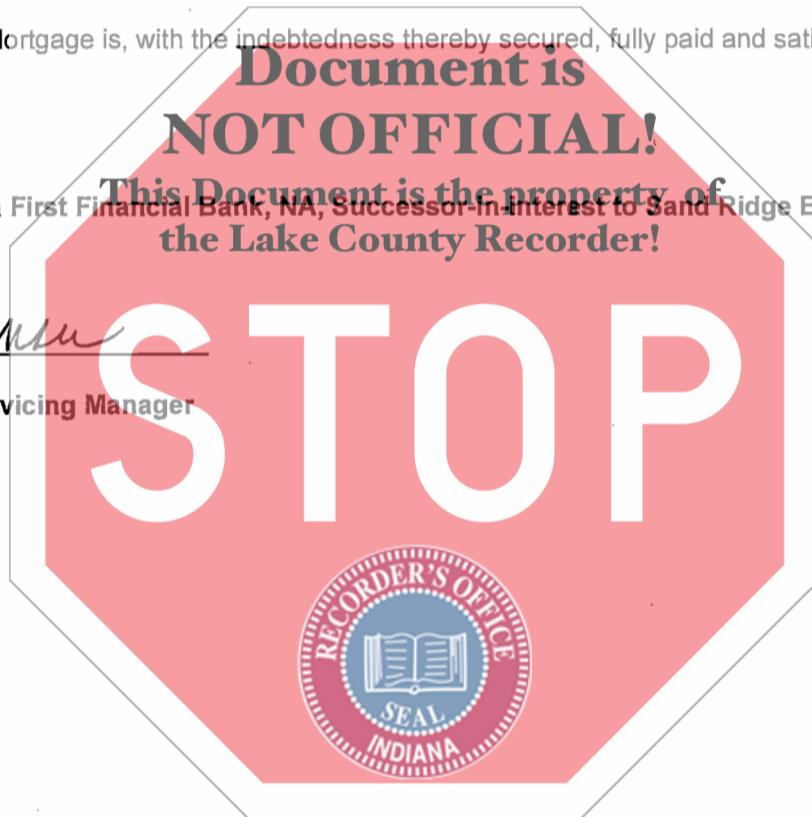 ortgage is, with the indebtedness thereby secured, fully paid and sati
Document is
NOT OFFICIAL!
This Document is the property of
First Financial Bank, NA, Successor-in-interest to Sand Ridge B
the Lake County Recorder!
vicing Manager
STOP
RECORDER'S OFFICE
SEAL
INDIANA